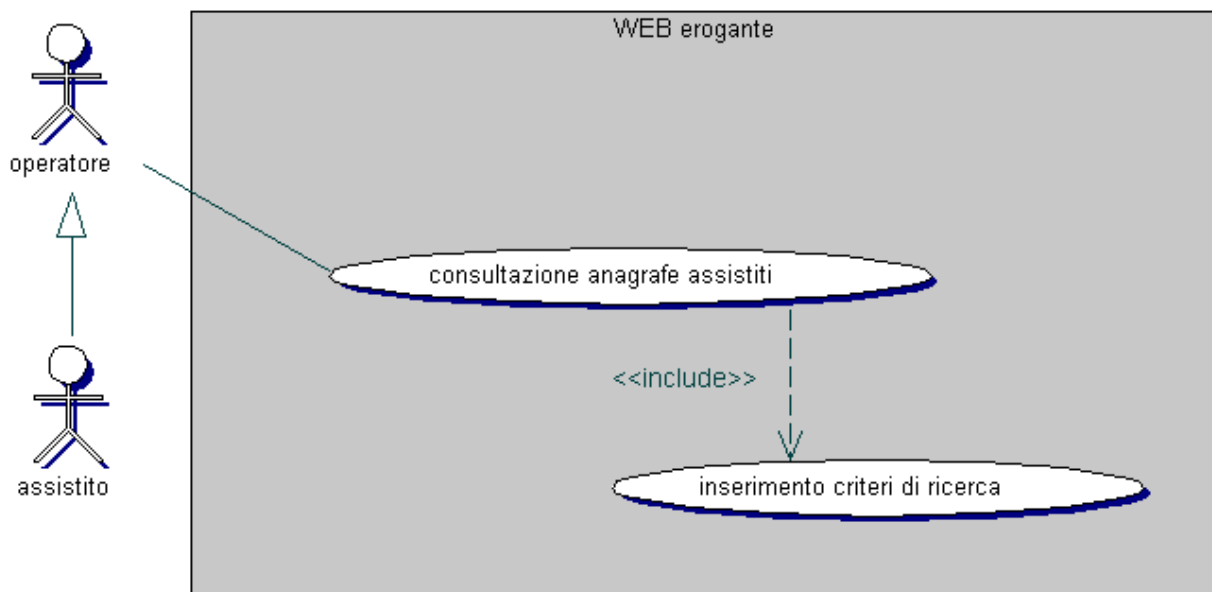 WEB erogante
operatore
consultazione anagrafe assistiti
<<include>>
assistito
inserimento criteri di ricerca